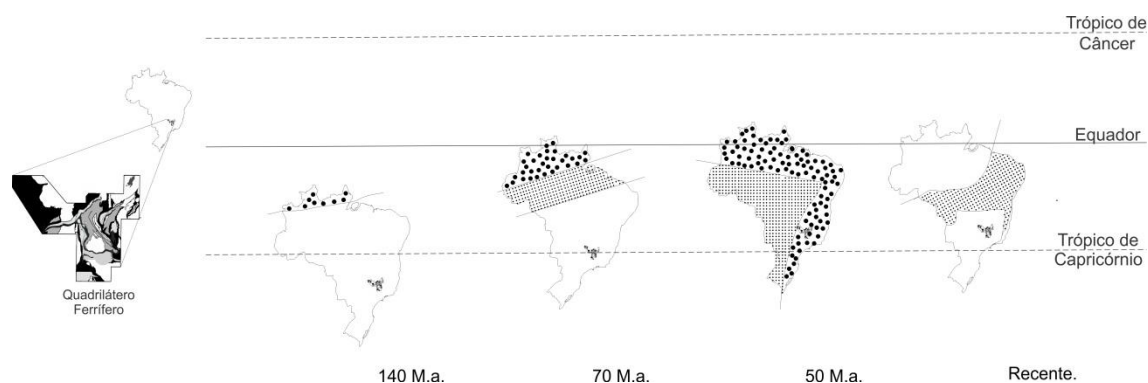 Trópico de
Câncer
Equador
Trópico de
Capricórnio
Quadrilátero
Ferrífero
140 M.a.
70 M.a.
50 M.a.
Recente.